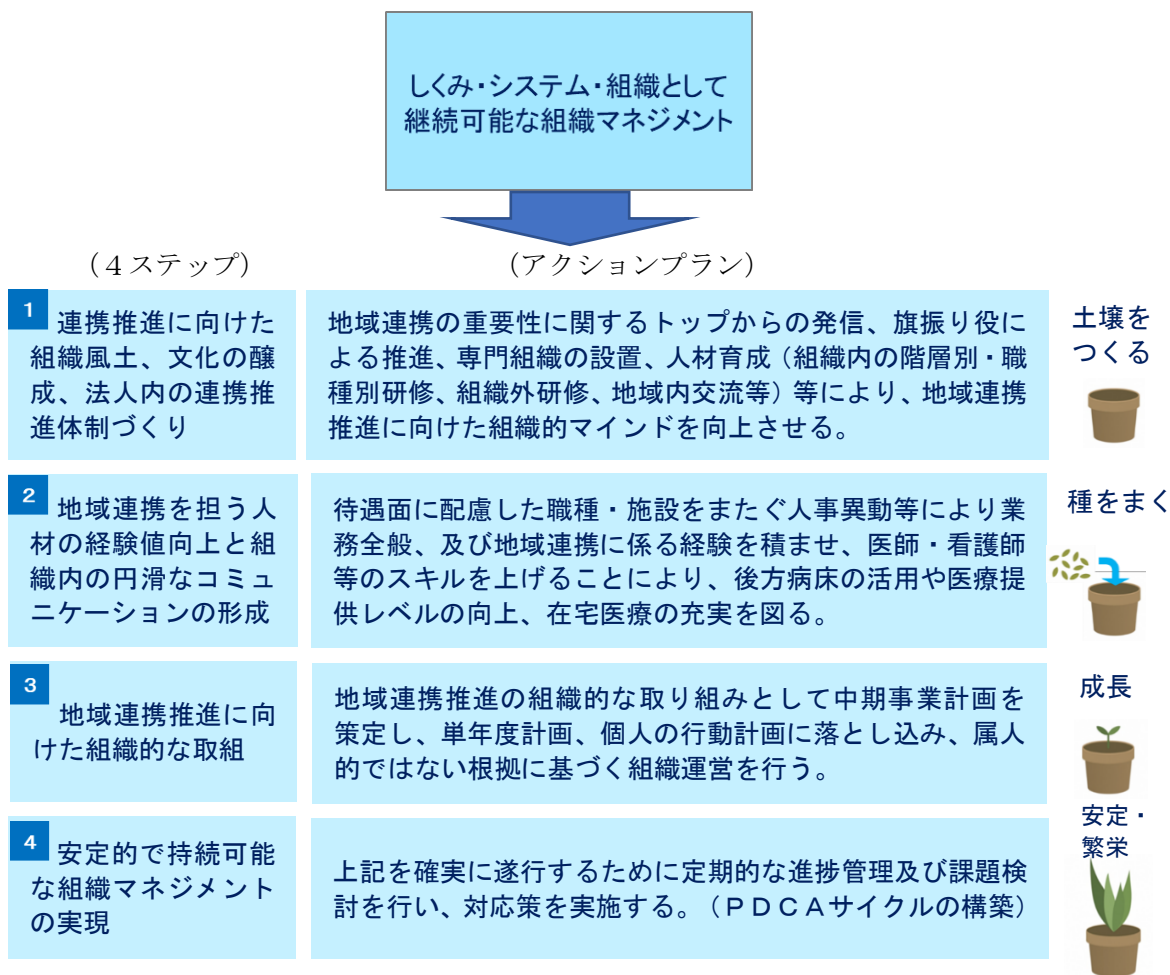 しくみ・システム・組織として
継続可能な組織マネジメント
（４ステップ）
（アクションプラン）
1
連携推進に向けた
組織風土、文化の醸
成、法人内の連携推
進体制づくり
地域連携の重要性に関するトップからの発信、旗振り役に
よる推進、専門組織の設置、人材育成（組織内の階層別・職
種別研修、組織外研修、地域内交流等）等により、地域連携
推進に向けた組織的マインドを向上させる。
土壌を
つくる
2
地域連携を担う人
材の経験値向上と組
織内の円滑なコミュ
ニケーションの形成
待遇面に配慮した職種・施設をまたぐ人事異動等により業
務全般、及び地域連携に係る経験を積ませ、医師・看護師
等のスキルを上げることにより、後方病床の活用や医療提
供レベルの向上、在宅医療の充実を図る。
種をまく
3
地域連携推進に向
けた組織的な取組
地域連携推進の組織的な取り組みとして中期事業計画を
策定し、単年度計画、個人の行動計画に落とし込み、属人
的ではない根拠に基づく組織運営を行う。
成長
4
安定的で持続可能
な組織マネジメント
の実現
上記を確実に遂行するために定期的な進捗管理及び課題検
討を行い、対応策を実施する。（ＰＤＣＡサイクルの構築）
安定・
繁栄